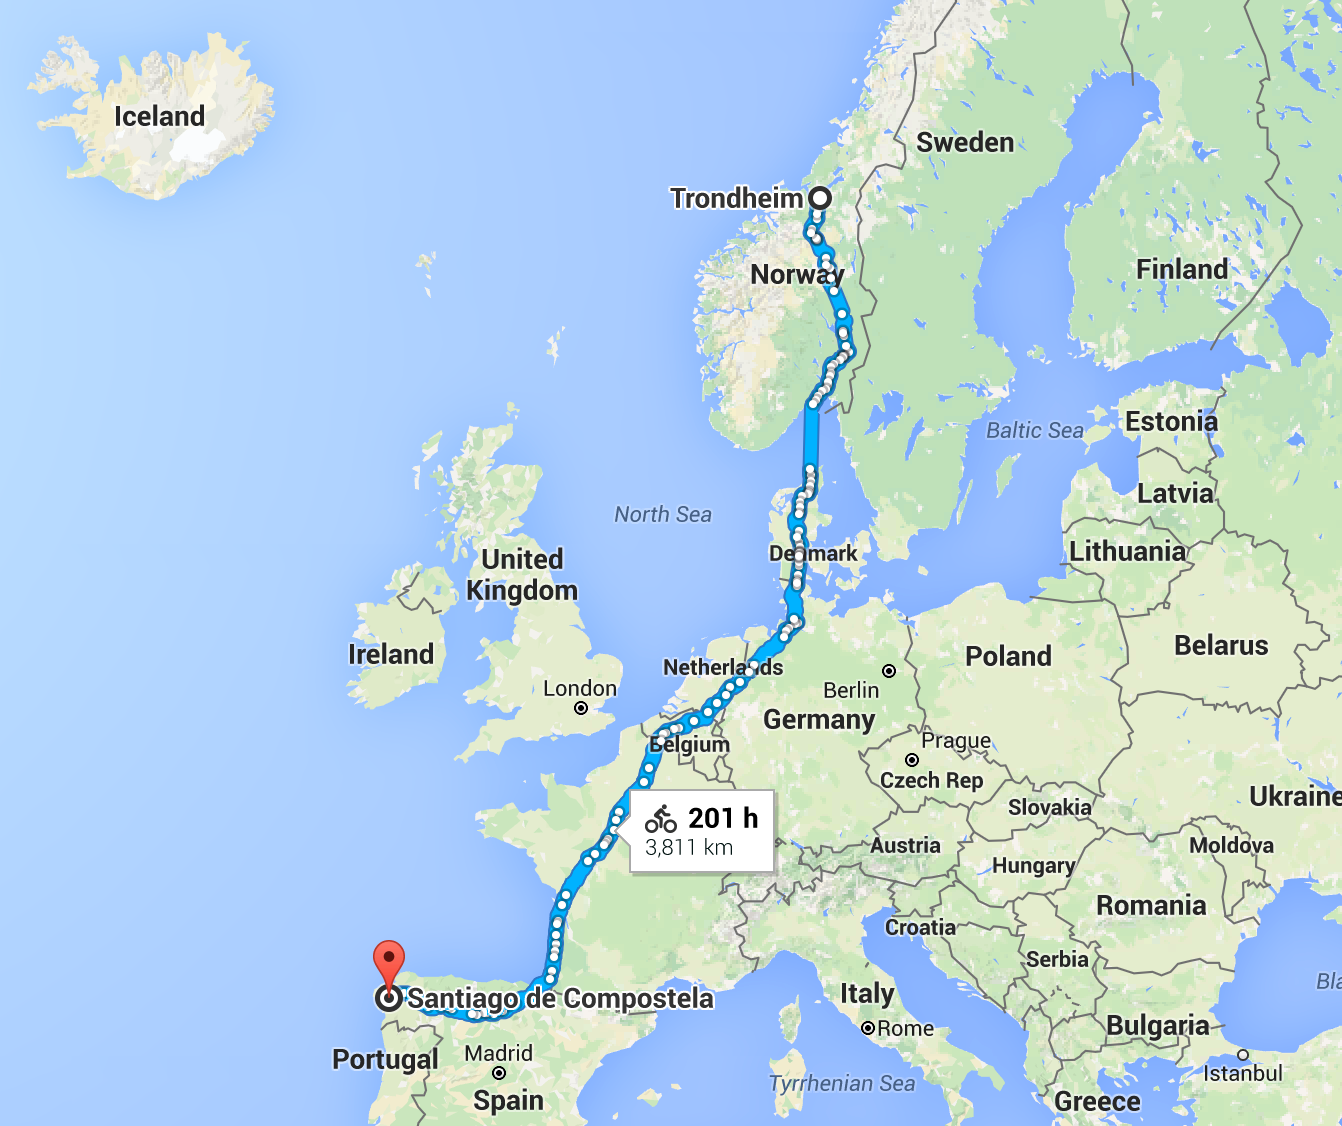 Iceland
Sweden
Trondheim
Finland
Norway
Estonia
Baltic Sea
Latvia
North Sea
Lithuania
Denmark
United
Kingdom
Belarus
Ireland
Poland
Netherlands
London
Berlin
Germany
Prague
Belgium
Czech Rep
Ukraine
Slovakia
201 h
3,811 km
Austria
Moldova
Hungary
Romania
Croatia
Serbia
Italy
Santiago de Compostela
Bla
Bulgaria
Rome
Portugal
Madrid
Istanbul
Tyrrhenian Sea
Spain
Greece